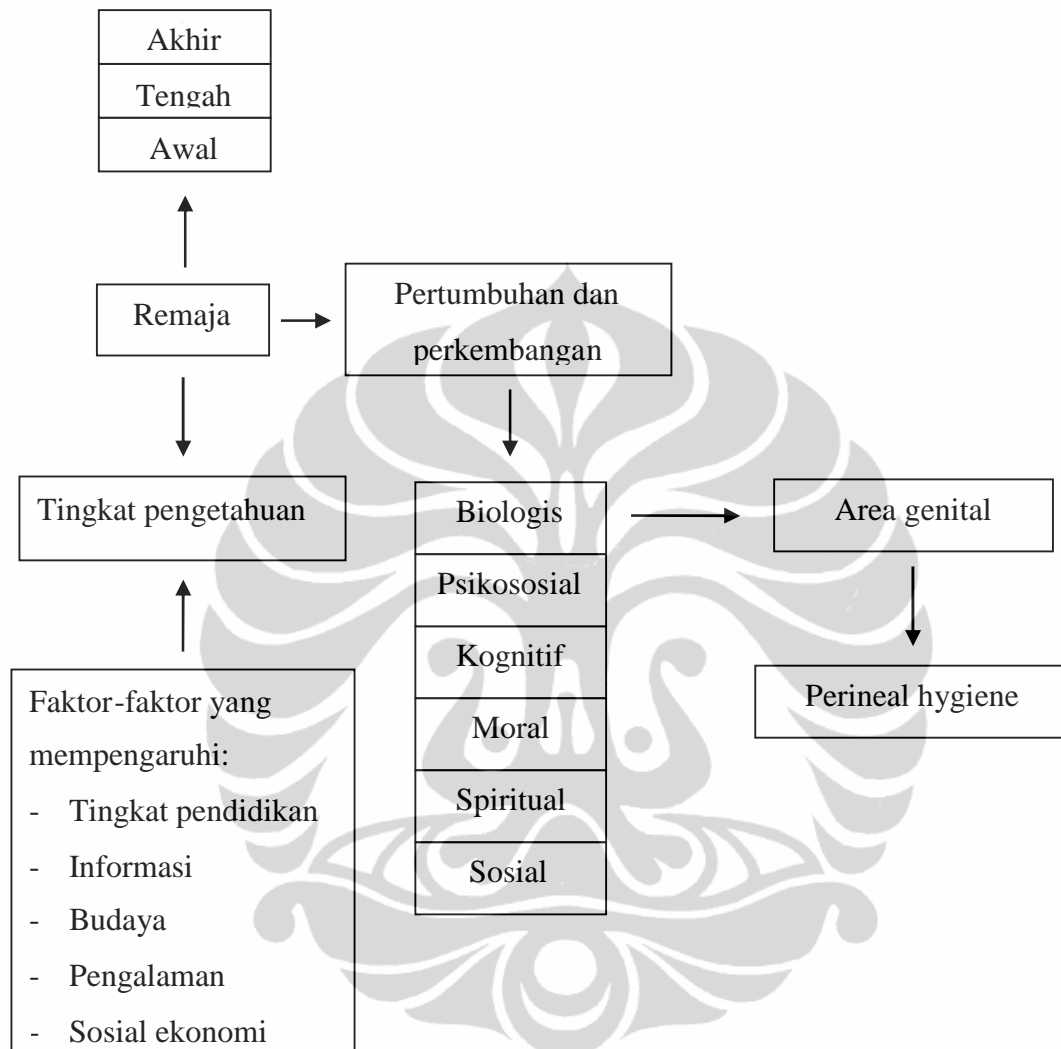 Akhir
Tengah
Awal
Remaja
Pertumbuhan dan
perkembangan
Tingkat pengetahuan
Biologis
Psikososial
Kognitif
Moral
Spiritual
Sosial
Area genital
Perineal hygiene
Faktor-faktor yang
mempengaruhi:
- Tingkat pendidikan
- Informasi
- Budaya
- Pengalaman
- Sosial ekonomi